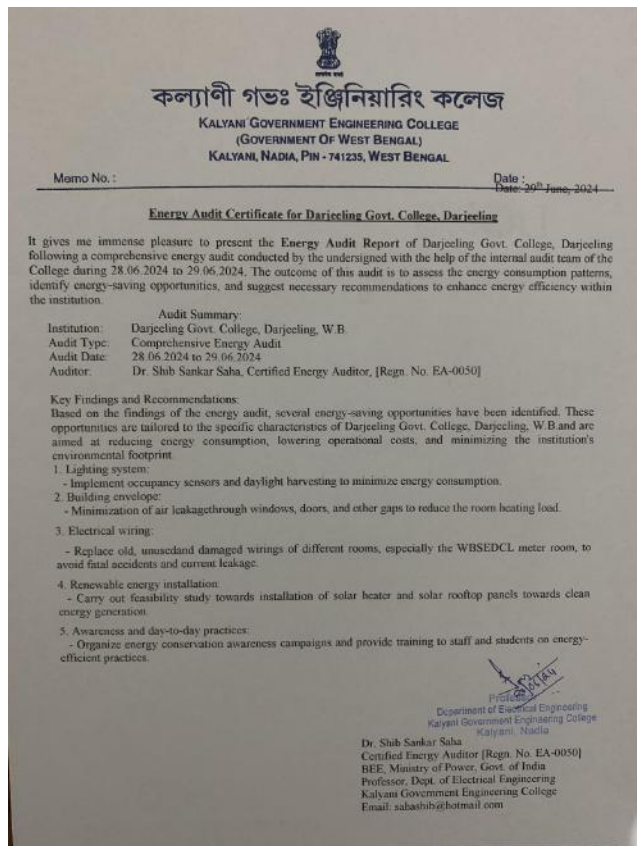 কল্যাণী গভঃ ইঞ্জিনিয়ারিং কলেজ
KALYANI GOVERNMENT ENGINEERING COLLEGE
(GOVERNMENT OF WEST BENGAL)
KALYANI, NADIA, PIN - 741235, WEST BENGAL
Memo No. :
Date :
Date: 29th June, 2024
Energy Audit Certificate for Darjeeling Govt. College, Darjeeling
It gives me immense pleasure to present the Energy Audit Report of Darjeeling Govt. College, Darjeeling
following a comprehensive energy audit conducted by the undersigned with the help of the internal audit team of the
College during 28.06.2024 to 29.06.2024. The outcome of this audit is to assess the energy consumption patterns,
identify energy-saving opportunities, and suggest necessary recommendations to enhance energy efficiency within
the institution.
Audit Summary:
Institution: Darjeeling Govt. College, Darjeeling, W.B.
Audit Type: Comprehensive Energy Audit
Audit Date: 28.06.2024 to 29.06.2024
Auditor: Dr. Shib Sankar Saha, Certified Energy Auditor, [Regn. No. EA-0050]
Key Findings and Recommendations:
Based on the findings of the energy audit, several energy-saving opportunities have been identified. These
opportunities are tailored to the specific characteristics of Darjeeling Govt. College, Darjeeling, W.B.and are
aimed at reducing energy consumption, lowering operational costs, and minimizing the institution's
environmental footprint.
1. Lighting system:
- Implement occupancy sensors and daylight harvesting to minimize energy consumption.
2. Building envelope:
- Minimization of air leakagethrough windows, doors, and other gaps to reduce the room heating load.
3. Electrical wiring:
- Replace old, unusedand damaged wirings of different rooms, especially the WBSEDCL meter room, to
avoid fatal accidents and current leakage.
4. Renewable energy installation:
- Carry out feasibility study towards installation of solar heater and solar rooftop panels towards clean
energy generation.
5. Awareness and day-to-day practices:
- Organize energy conservation awareness campaigns and provide training to staff and students on energy-
efficient practices.
Professor
Department of Electrical Engineering
Kalyani Government Engineering College
Kalyani, Nadia
Dr. Shib Sankar Saha
Certified Energy Auditor [Regn. No. EA-0050]
BEE, Ministry of Power, Govt. of India
Professor, Dept. of Electrical Engineering
Kalyani Government Engineering College
Email: sahashib@hotmail.com